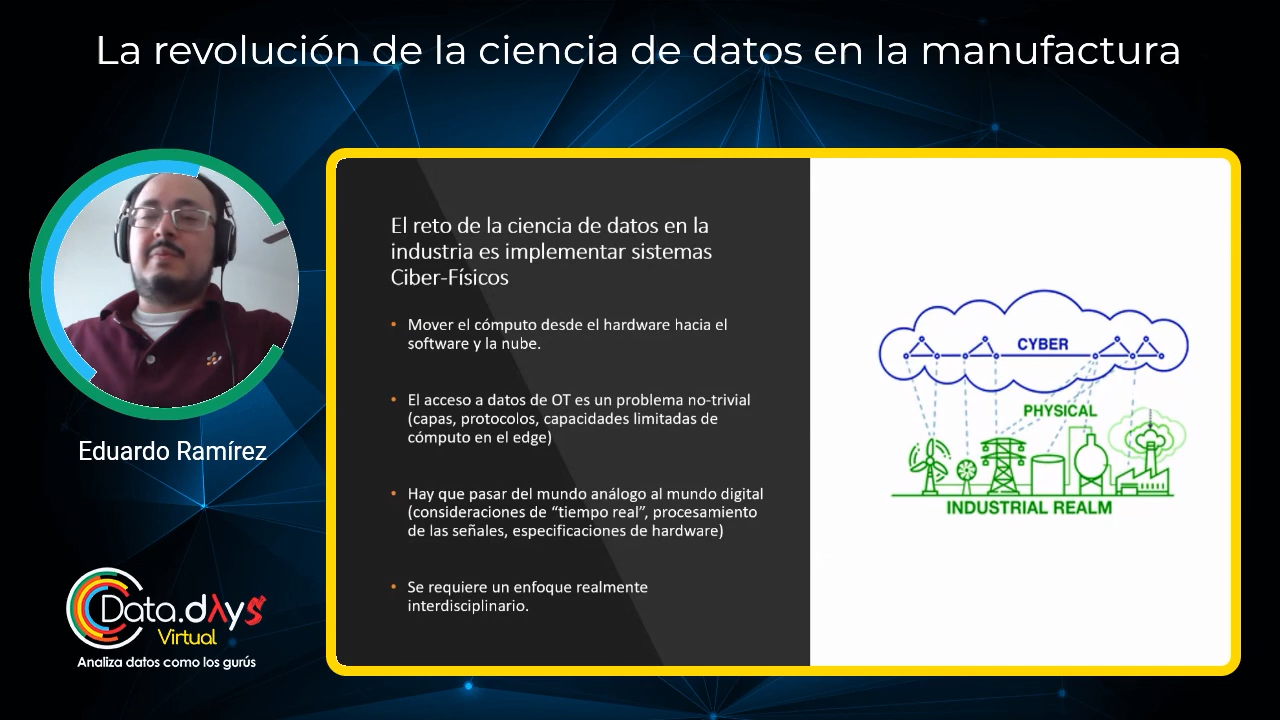 La revolución de la ciencia de datos en la manufactura
El reto de la ciencia de datos en la
industria es implementar sistemas
Ciber-Físicos
• Mover el cómputo desde el hardware hacia el
software y la nube.
• El acceso a datos de OT es un problema no-trivial
(capas, protocolos, capacidades limitadas de
cómputo en el edge)
• Hay que pasar del mundo análogo al mundo digital
(consideraciones de “tiempo real”, procesamiento
de las señales, especificaciones de hardware)
• Se requiere un enfoque realmente
interdisciplinario.
CYBER
PHYSICAL
INDUSTRIAL REALM
Eduardo Ramírez
Data.dλys
Virtual
Analiza datos como los gurús